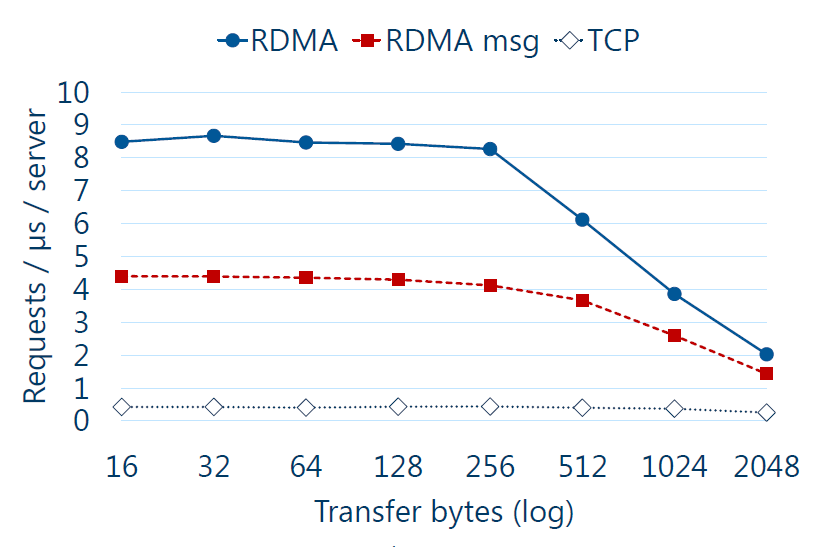 RDMA RDMA msg TCP
Requests / µs / server
10
9
8
7
6
5
4
3
2
1
0
16 32 64 128 256 512 1024 2048
Transfer bytes (log)